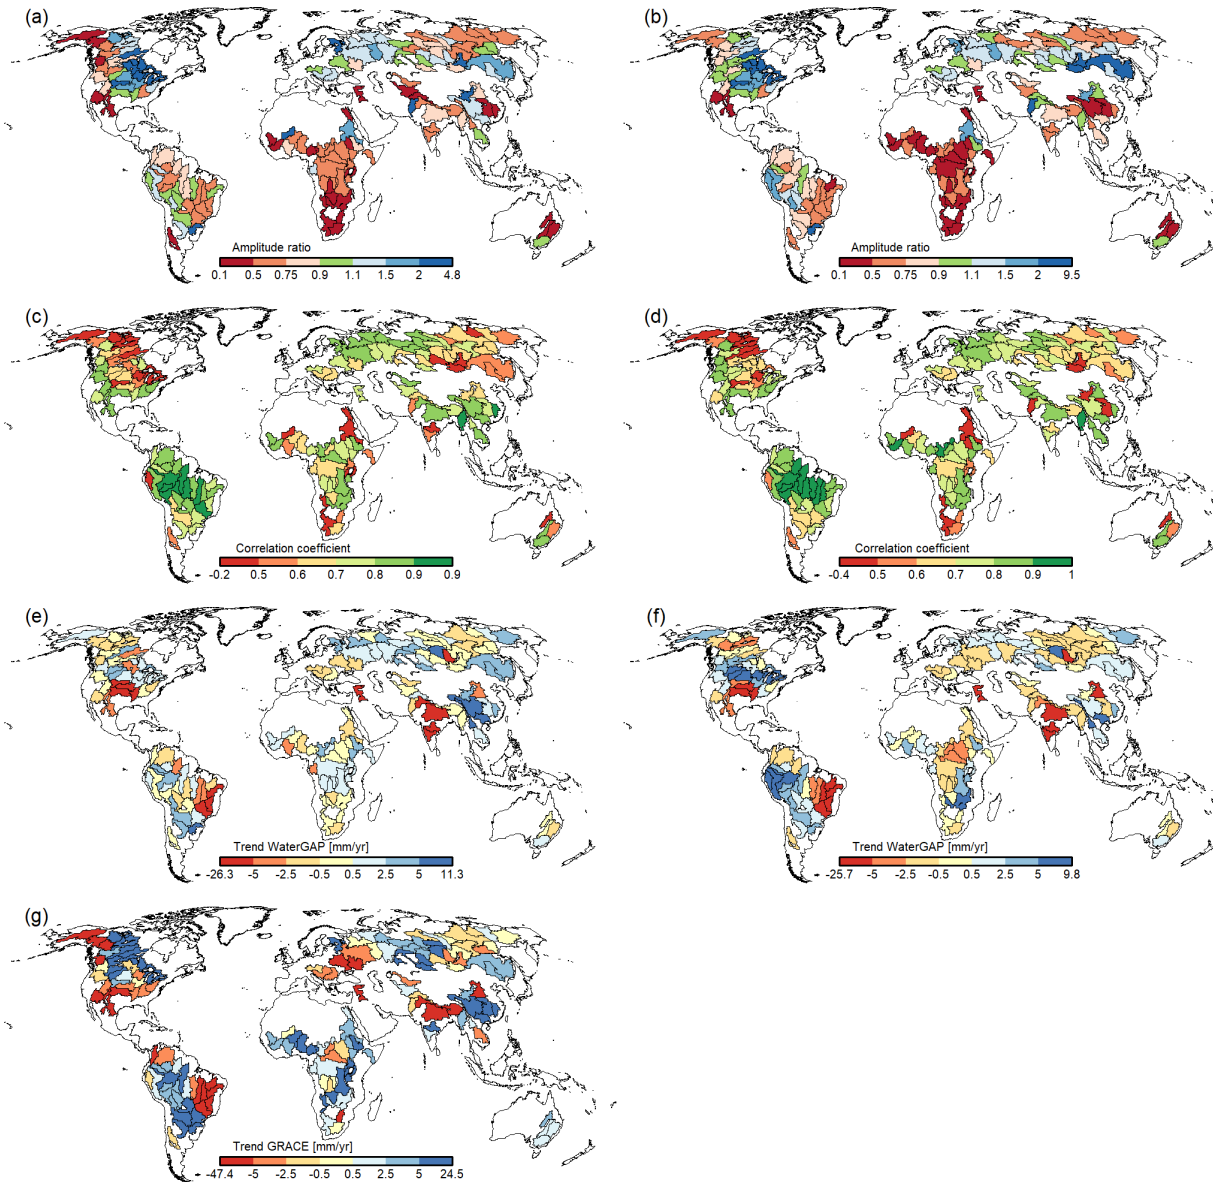 (a)
Amplitude ratio
0.1 0.5 0.75 0.9 1.1 1.5 2 4.8
(b)
Amplitude ratio
0.1 0.5 0.75 0.9 1.1 1.5 2 9.5
(c)
Correlation coefficient
-0.2 0.5 0.6 0.7 0.8 0.9 0.9
(d)
Correlation coefficient
-0.4 0.5 0.6 0.7 0.8 0.9 1
(e)
Trend WaterGAP [mm/yr]
-26.3 -5 -2.5 -0.5 0.5 2.5 5 11.3
(f)
Trend WaterGAP [mm/yr]
-25.7 -5 -2.5 -0.5 0.5 2.5 5 9.8
(g)
Trend GRACE [mm/yr]
-47.4 -5 -2.5 -0.5 0.5 2.5 5 24.5